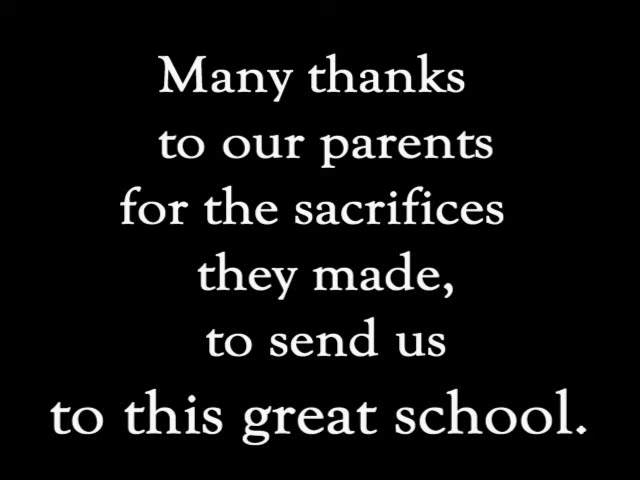 Many thanks
to our parents
for the sacrifices
they made,
to send us
to this great school.